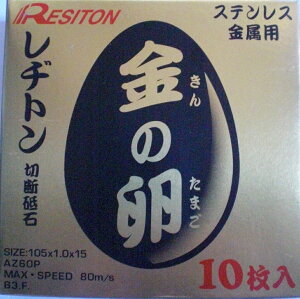 RESITON
ステンレス
金属用
レヂトン
切断砥石
金の卵
きん
たまご
SIZE:105×1.0×15
AZ60P
MAX・SPEED 80m/s
B3.F.
10枚入